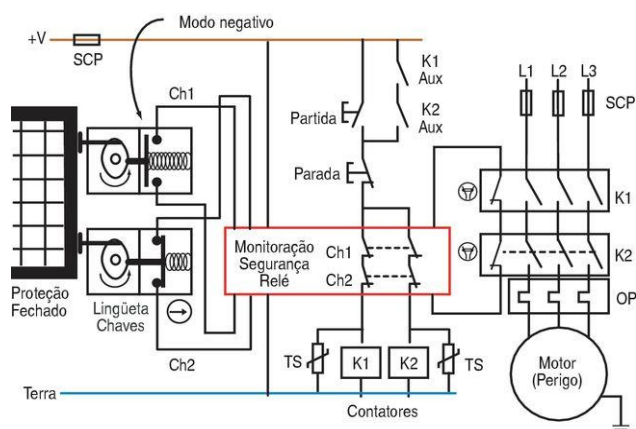 Modo negativo
+V
SCP
Ch1
K1
Aux
K2
Aux
Partida
Parada
L1 L2 L3
SCP
K1
K2
OP
Motor
(Perigo)
Monitoração
Segurança
Relé
Ch1
Ch2
Proteção
Fechado
Lingüeta
Chaves
Ch2
TS
K1
K2
TS
Terra
Contatores